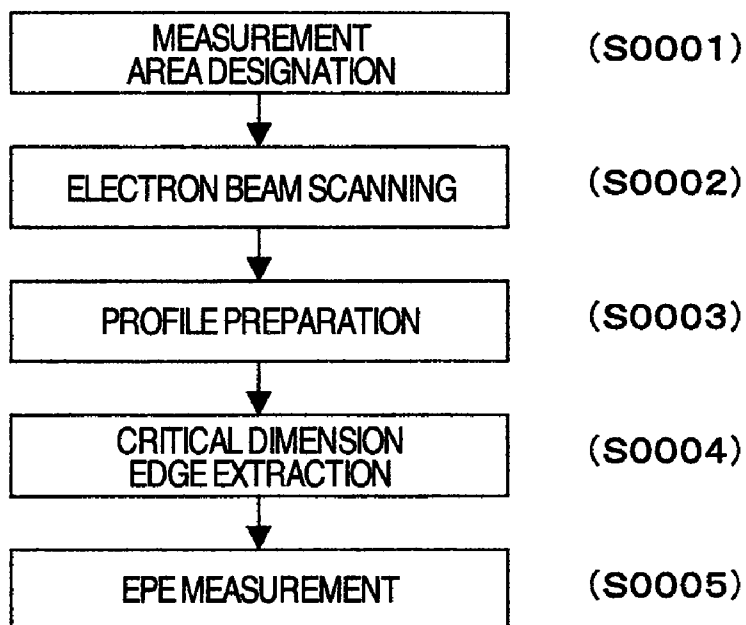 MEASUREMENT
AREA DESIGNATION
(S0001)
ELECTRON BEAM SCANNING
(S0002)
PROFILE PREPARATION
(S0003)
CRITICAL DIMENSION
EDGE EXTRACTION
(S0004)
EPE MEASUREMENT
(S0005)